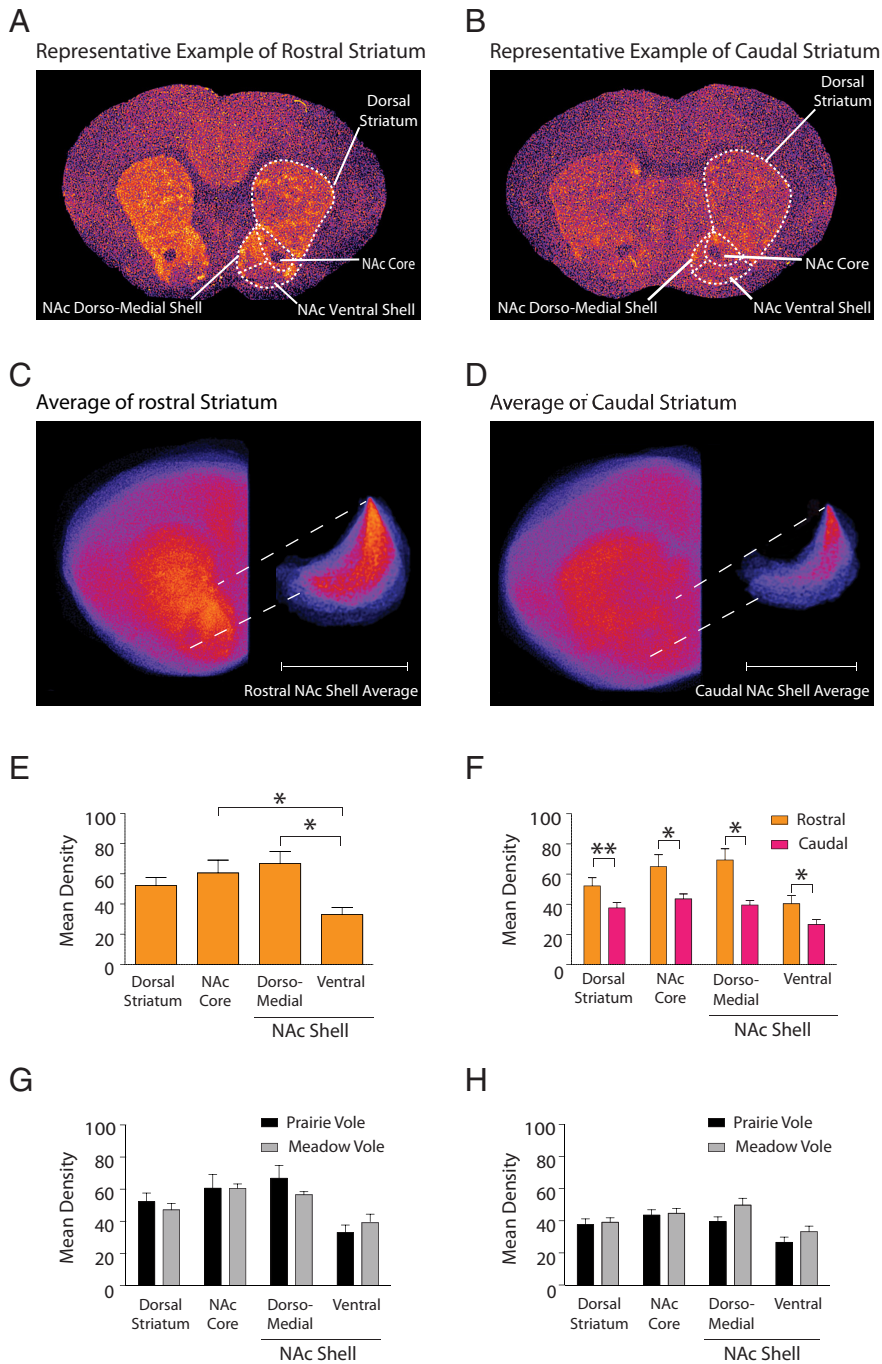 A
Representative Example of Rostral Striatum
Dorsal
Striatum
NAc Core
NAc Dorso-Medial Shell
NAc Ventral Shell
B
Representative Example of Caudal Striatum
Dorsal
Striatum
NAc Core
NAc Dorso-Medial Shell
NAc Ventral Shell
C
Average of rostral Striatum
Rostral NAc Shell Average
D
Average of Caudal Striatum
Caudal NAc Shell Average
E
Mean Density
100
80
60
40
20
0
*
*
Dorsal
Striatum
NAc
Core
Dorso-
Medial
Ventral
NAc Shell
F
Mean Density
100
80
60
40
20
0
Rostral
Caudal
**
*
*
*
Dorsal
Striatum
NAc
Core
Dorso-
Medial
Ventral
NAc Shell
G
Mean Density
100
80
60
40
20
0
Prairie Vole
Meadow Vole
Dorsal
Striatum
NAc
Core
Dorso-
Medial
Ventral
NAc Shell
H
Mean Density
100
80
60
40
20
0
Prairie Vole
Meadow Vole
Dorsal
Striatum
NAc
Core
Dorso-
Medial
Ventral
NAc Shell